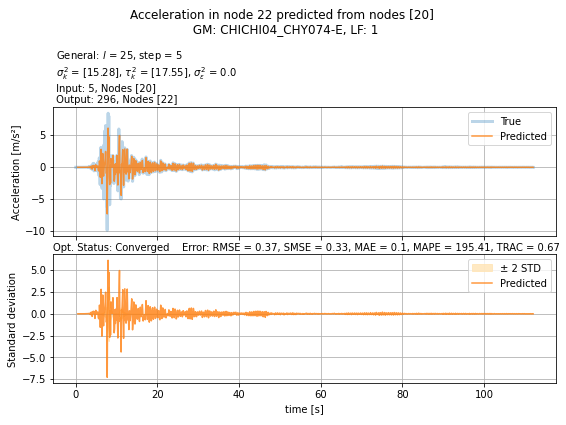 Acceleration in node 22 predicted from nodes [20]
GM: CHICHI04_CHY074-E, LF: 1
General: l = 25, step = 5
σ²ₖ = [15.28], τ²ₖ = [17.55], σ²ε = 0.0
Input: 5, Nodes [20]
Output: 296, Nodes [22]
Acceleration [m/s²]
5
0
−5
−10
True
Predicted
Opt. Status: Converged Error: RMSE = 0.37, SMSE = 0.33, MAE = 0.1, MAPE = 195.41, TRAC = 0.67
Standard deviation
5.0
2.5
0.0
−2.5
−5.0
−7.5
± 2 STD
Predicted
0 20 40 60 80 100
time [s]